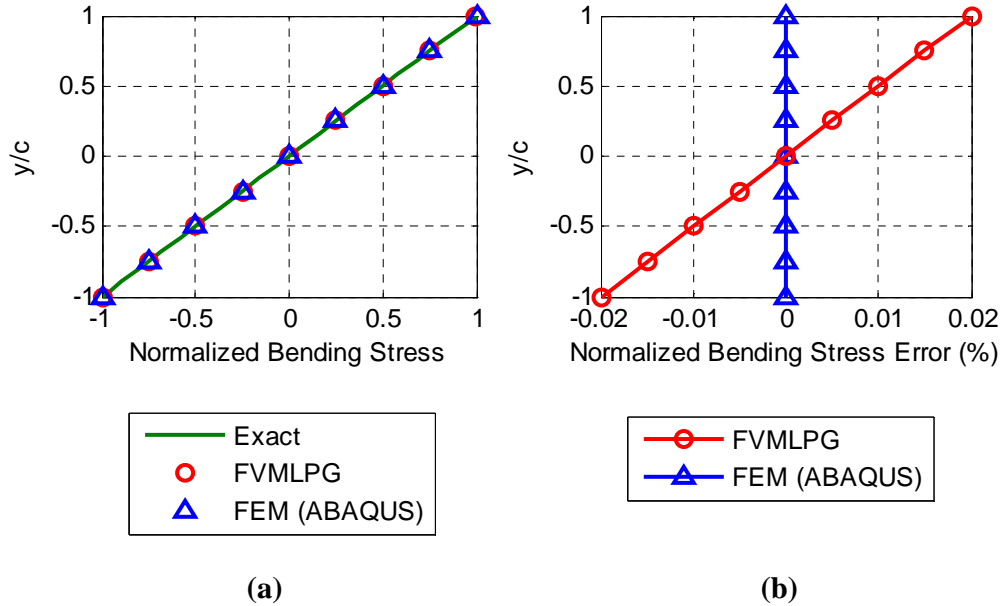 1
0.5
0
-0.5
-1
y/c
-1 -0.5 0 0.5 1
Normalized Bending Stress
Exact
FVMLPG
FEM (ABAQUS)
(a)
1
0.5
0
-0.5
-1
y/c
-0.02 -0.01 0 0.01 0.02
Normalized Bending Stress Error (%)
FVMLPG
FEM (ABAQUS)
(b)